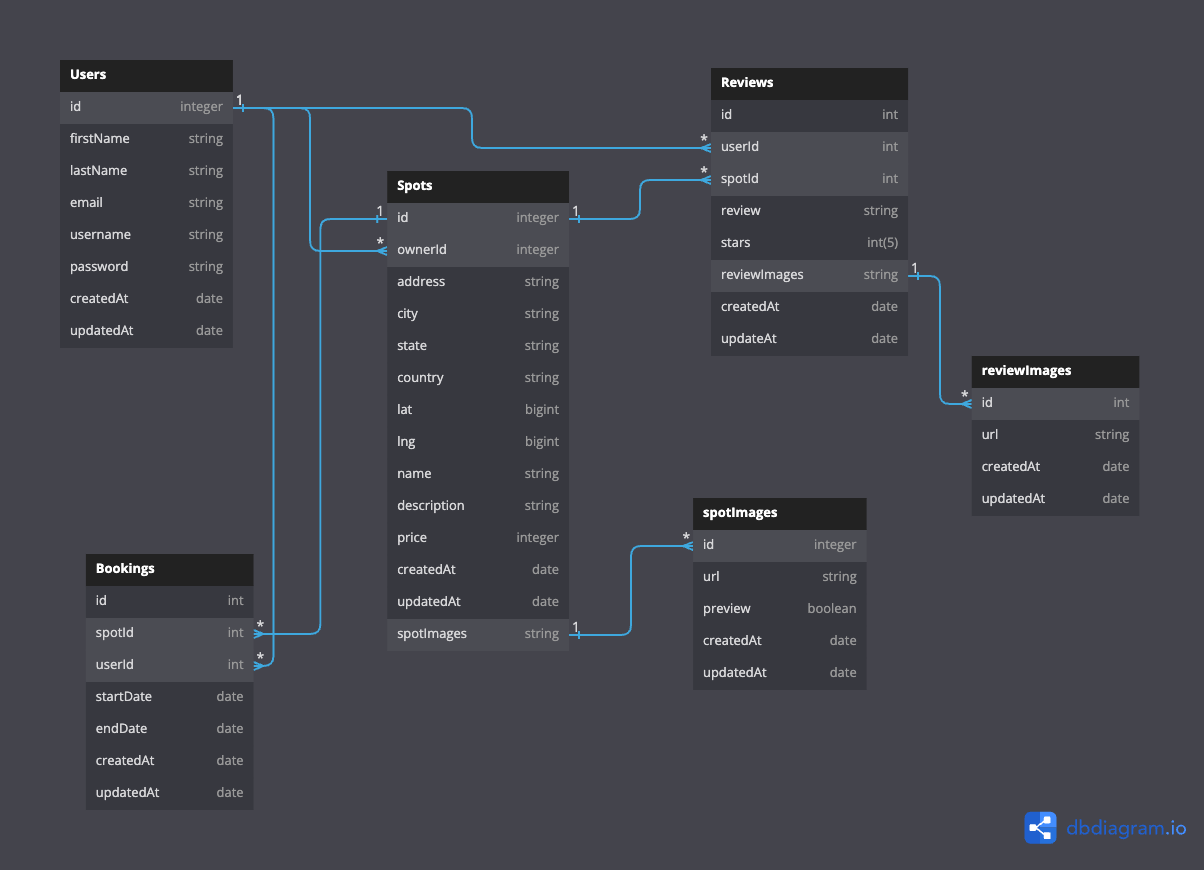 Users
id integer
firstName string
lastName string
email string
username string
password string
createdAt date
updatedAt date
1
Spots
id integer
ownerId integer
address string
city string
state string
country string
lat bigint
lng bigint
name string
description string
price integer
createdAt date
updatedAt date
spotImages string
1
*
1
1
Reviews
id int
userId int
spotId int
review string
stars int(5)
reviewImages string
createdAt date
updateAt date
*
*
1
reviewImages
id int
url string
createdAt date
updatedAt date
*
spotImages
id integer
url string
preview boolean
createdAt date
updatedAt date
*
Bookings
id int
spotId int
userId int
startDate date
endDate date
createdAt date
updatedAt date
*
*
dbdiagram.io